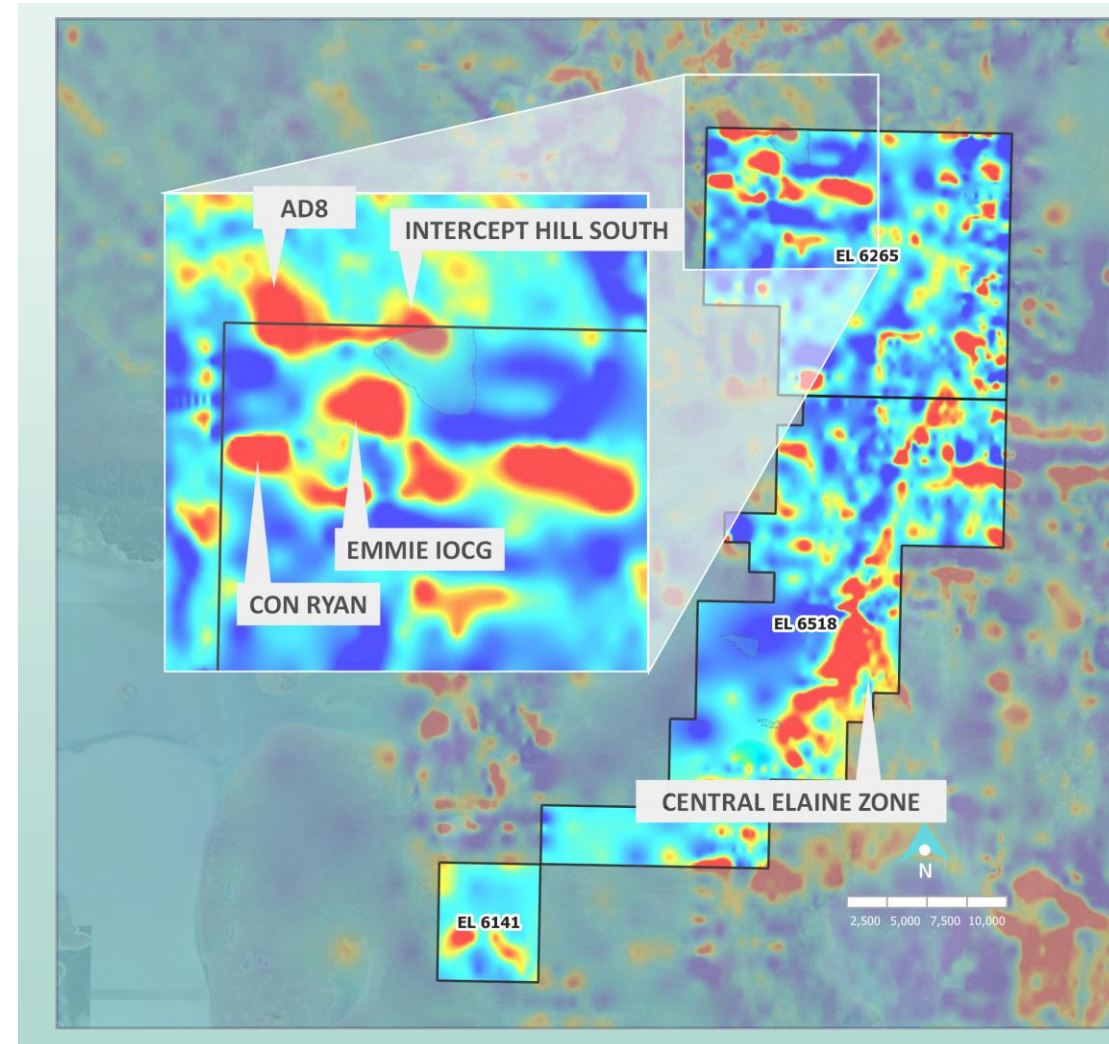 AD8
INTERCEPT HILL SOUTH
EL 6265
EMMIE IOCG
CON RYAN
EL 6518
CENTRAL ELAINE ZONE
N
2,500 5,000 7,500 10,000
EL 6141